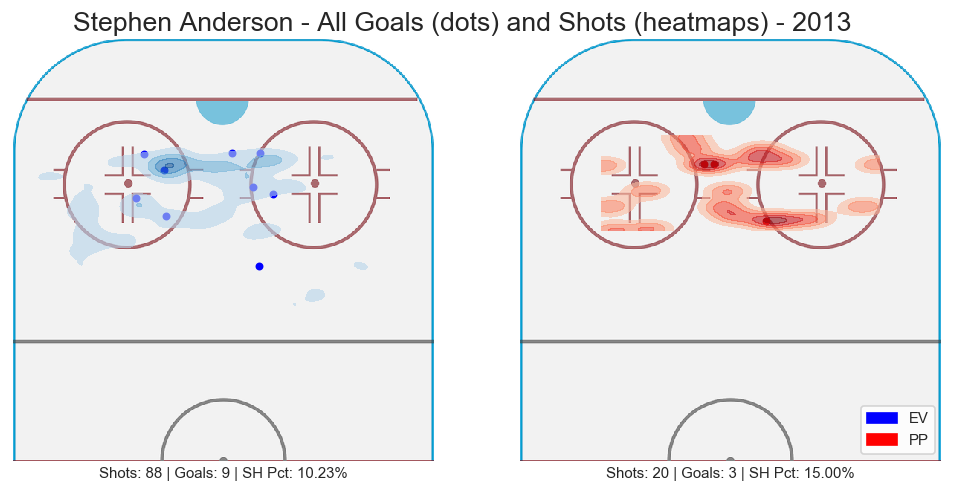 Stephen Anderson - All Goals (dots) and Shots (heatmaps) - 2013
EV
PP
Shots: 88 | Goals: 9 | SH Pct: 10.23%
Shots: 20 | Goals: 3 | SH Pct: 15.00%